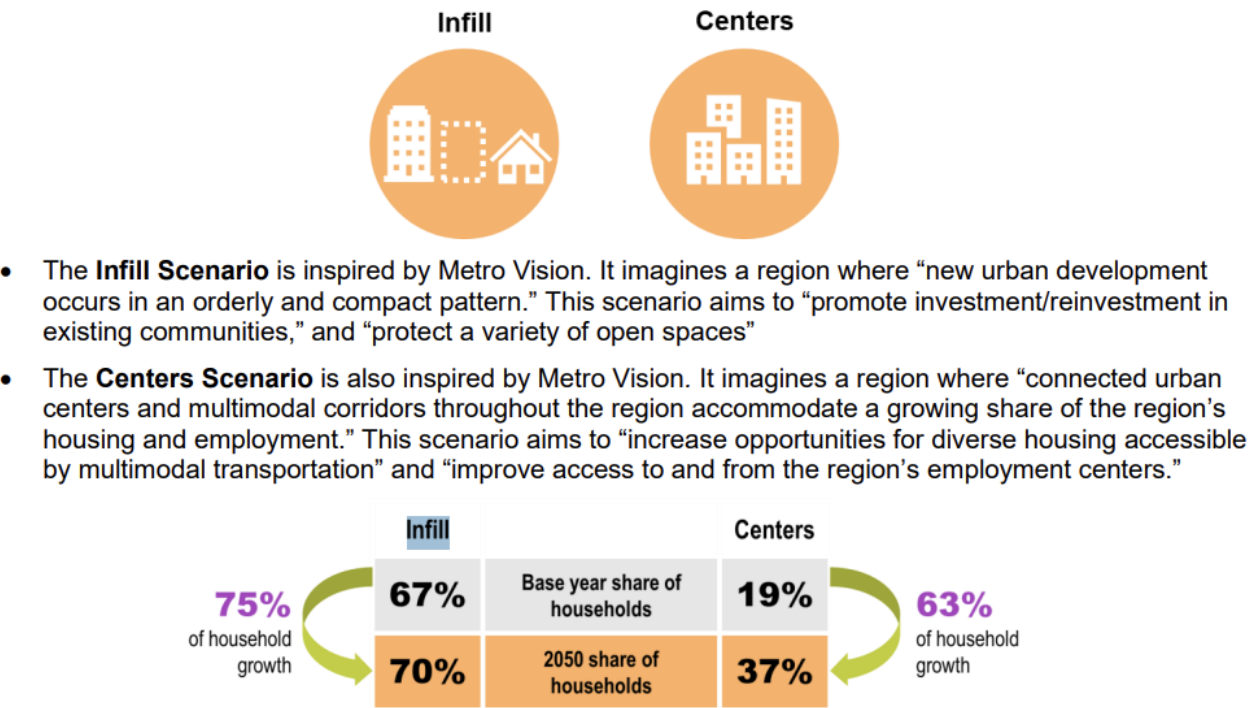 Infill
Centers
• The Infill Scenario is inspired by Metro Vision. It imagines a region where “new urban development
occurs in an orderly and compact pattern.” This scenario aims to “promote investment/reinvestment in
existing communities,” and “protect a variety of open spaces”
• The Centers Scenario is also inspired by Metro Vision. It imagines a region where “connected urban
centers and multimodal corridors throughout the region accommodate a growing share of the region’s
housing and employment.” This scenario aims to “increase opportunities for diverse housing accessible
by multimodal transportation” and “improve access to and from the region’s employment centers.”
Infill
Centers
75%
of household
growth
67%
Base year share of
households
19%
63%
of household
growth
70%
2050 share of
households
37%